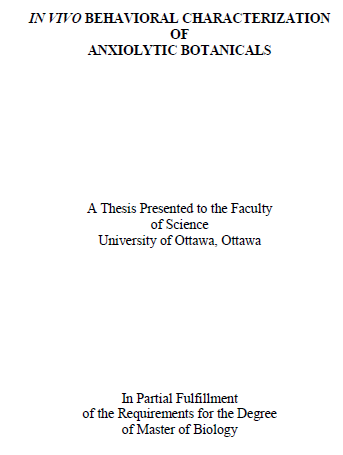 IN VIVO BEHAVIORAL CHARACTERIZATION
OF
ANXIOLYTIC BOTANICALS
A Thesis Presented to the Faculty
of Science
University of Ottawa, Ottawa
In Partial Fulfillment
of the Requirements for the Degree
of Master of Biology